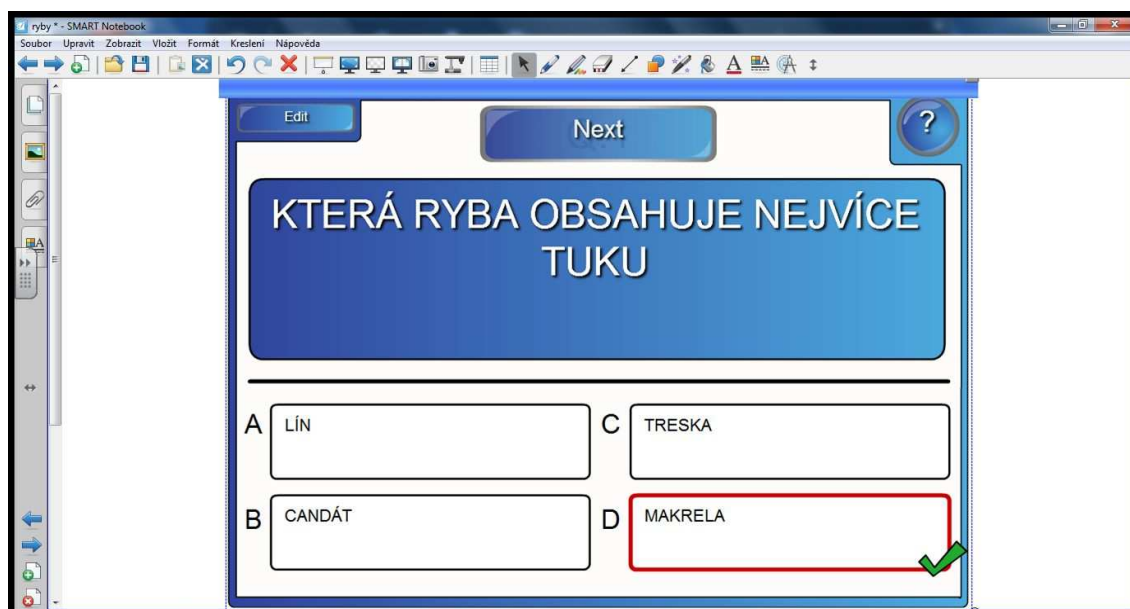 ryby * - SMART Notebook
Soubor Upravit Zobrazit Vložit Formát Kreslení Nápověda
Edit
Next
?
KTERÁ RYBA OBSAHUJE NEJVÍCE
TUKU
A LÍN
C TRESKA
B CANDÁT
D MAKRELA